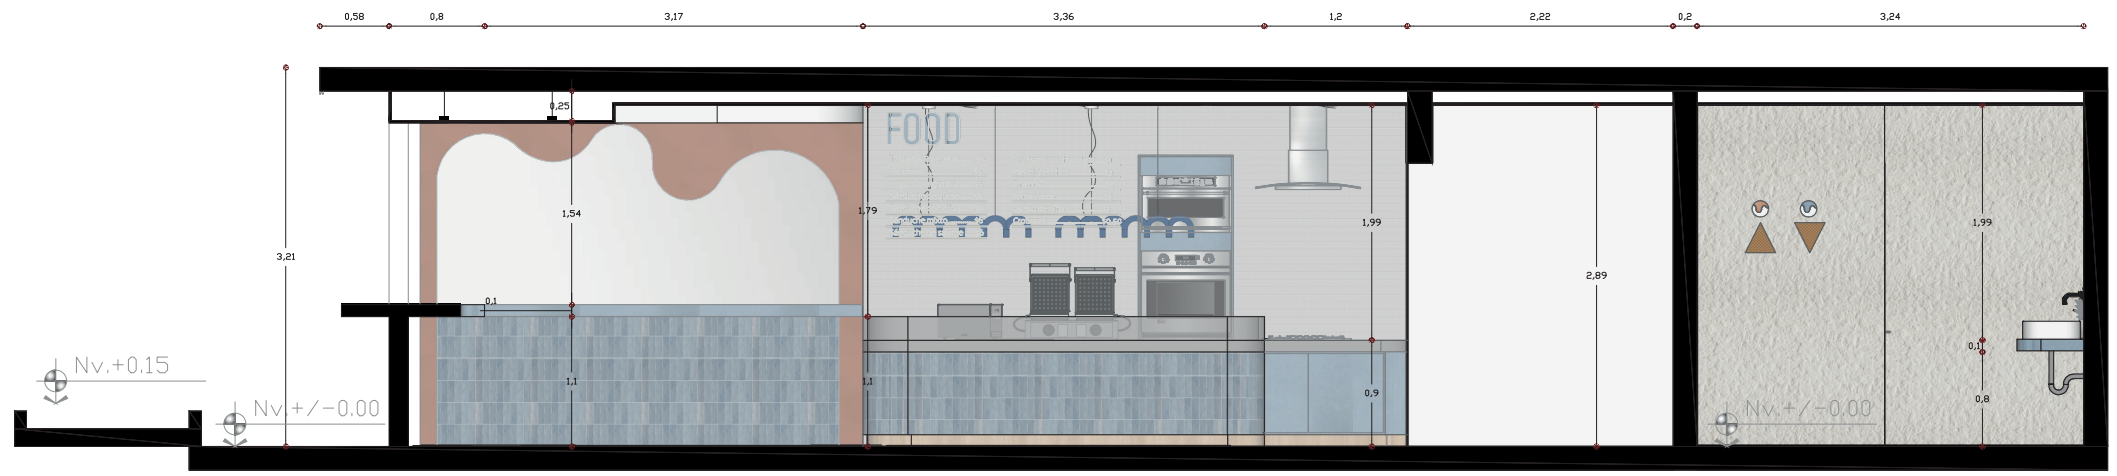 0,58 0,8 3,17 3,36 1,2 2,22 0,2 3,24
0,25
FOOD
1,54 1,79 1,99 1,99
mm mm
3,21 2,89
0,1
0,1
Nv.+0.15
1,1 1,1 0,9 0,8
Nv.+/-0.00 Nv.+/-0.00